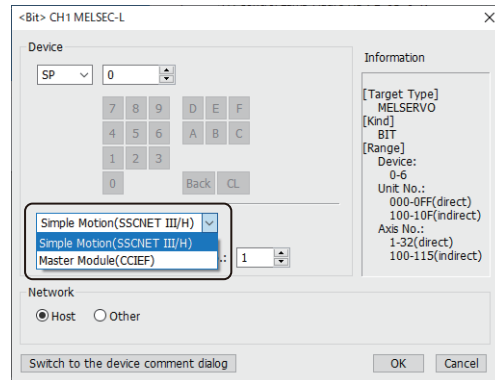 <Bit> CH1 MELSEC-L
Device
SP 0
7 8 9 D E F
4 5 6 A B C
1 2 3
0 Back CL
Simple Motion(SSCNET III/H)
Simple Motion(SSCNET III/H)
Master Module(CCIEF)
.: 1
Network
Host Other
Information
[Target Type]
MELSERVO
[Kind]
BIT
[Range]
Device:
0-6
Unit No.:
000-0FF(direct)
100-10F(indirect)
Axis No.:
1-32(direct)
100-115(indirect)
Switch to the device comment dialog OK Cancel